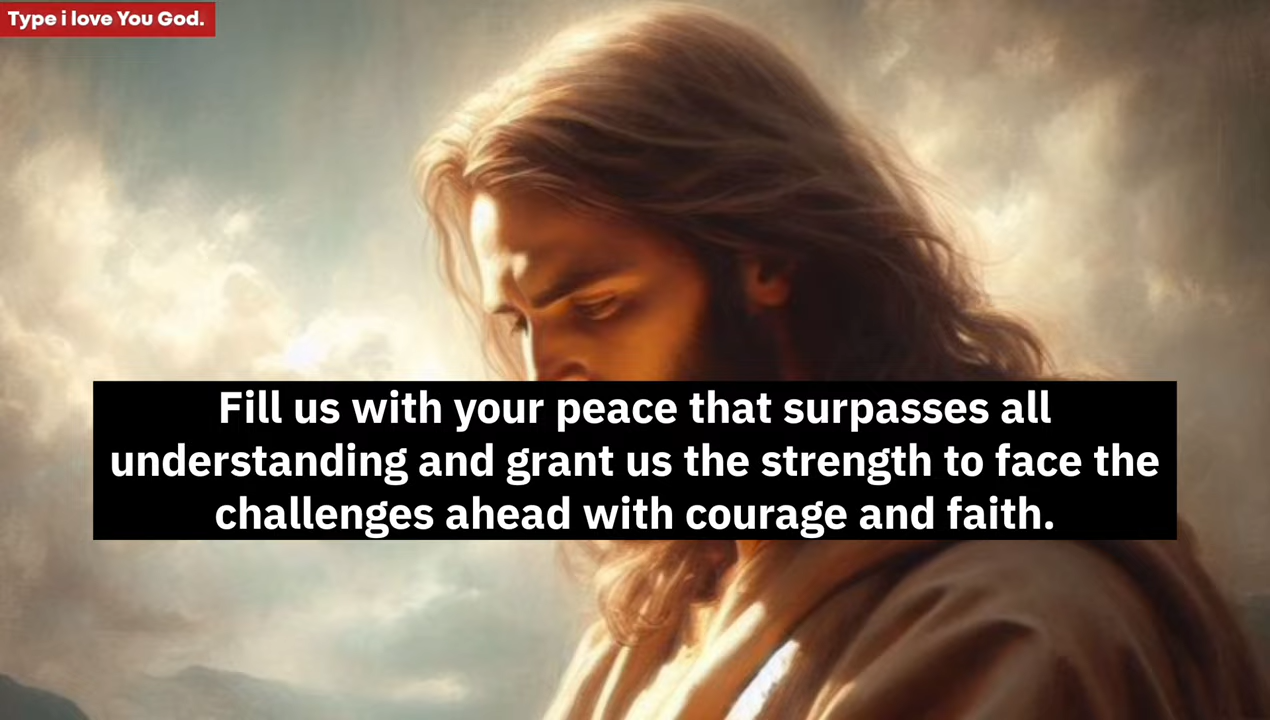 Type i love You God.
Fill us with your peace that surpasses all
understanding and grant us the strength to face the
challenges ahead with courage and faith.